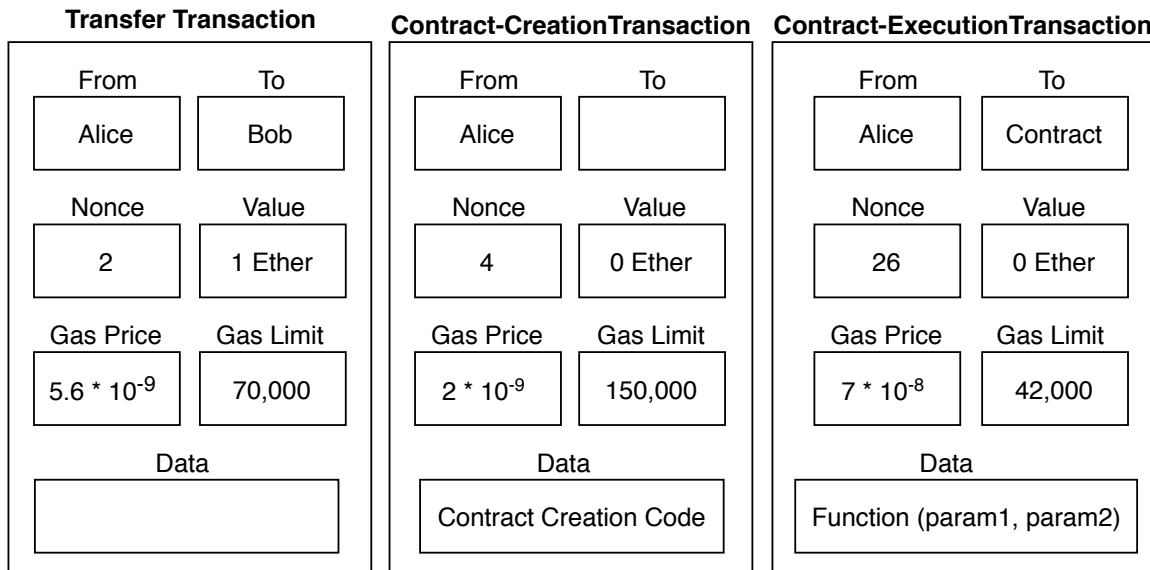 Transfer Transaction
From To
Alice Bob
Nonce Value
2 1 Ether
Gas Price Gas Limit
5.6 * 10⁻⁹ 70,000
Data
Contract-CreationTransaction
From To
Alice
Nonce Value
4 0 Ether
Gas Price Gas Limit
2 * 10⁻⁹ 150,000
Data
Contract Creation Code
Contract-ExecutionTransaction
From To
Alice Contract
Nonce Value
26 0 Ether
Gas Price Gas Limit
7 * 10⁻⁸ 42,000
Data
Function (param1, param2)